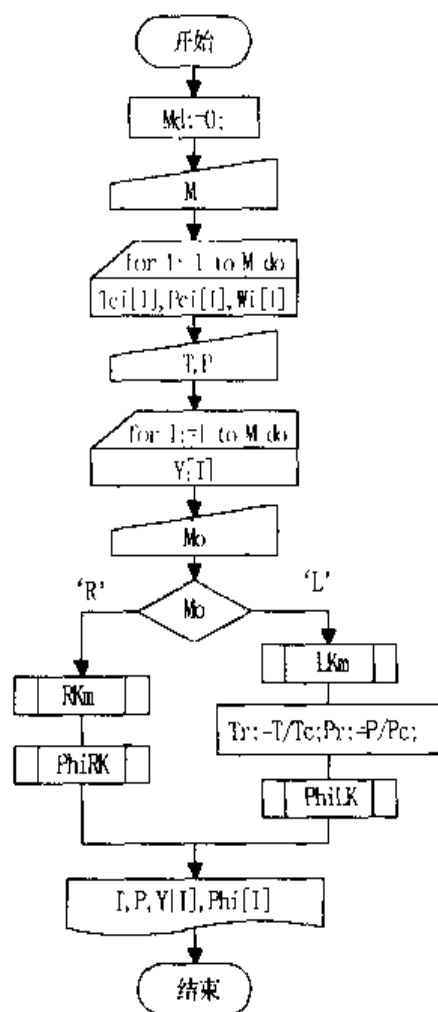 开始
Md:=0;
M
for I:=1 to M do
Tci[I],Pci[I],Wi[I]
T,P
for I:=1 to M do
Y[I]
Mo
Mo
‘R’
‘L’
RKm
LKm
Tr:=T/Tc;Pr:=P/Pc;
PhiRK
PhiLK
T,P,Y[I],Phi[I]
结束